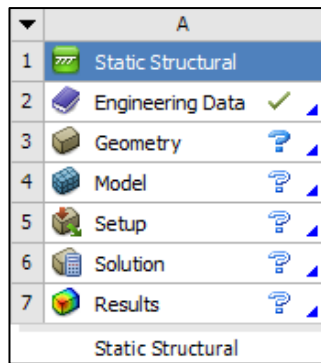 A
1 Static Structural
2 Engineering Data
3 Geometry ?
4 Model ?
5 Setup ?
6 Solution ?
7 Results ?
Static Structural